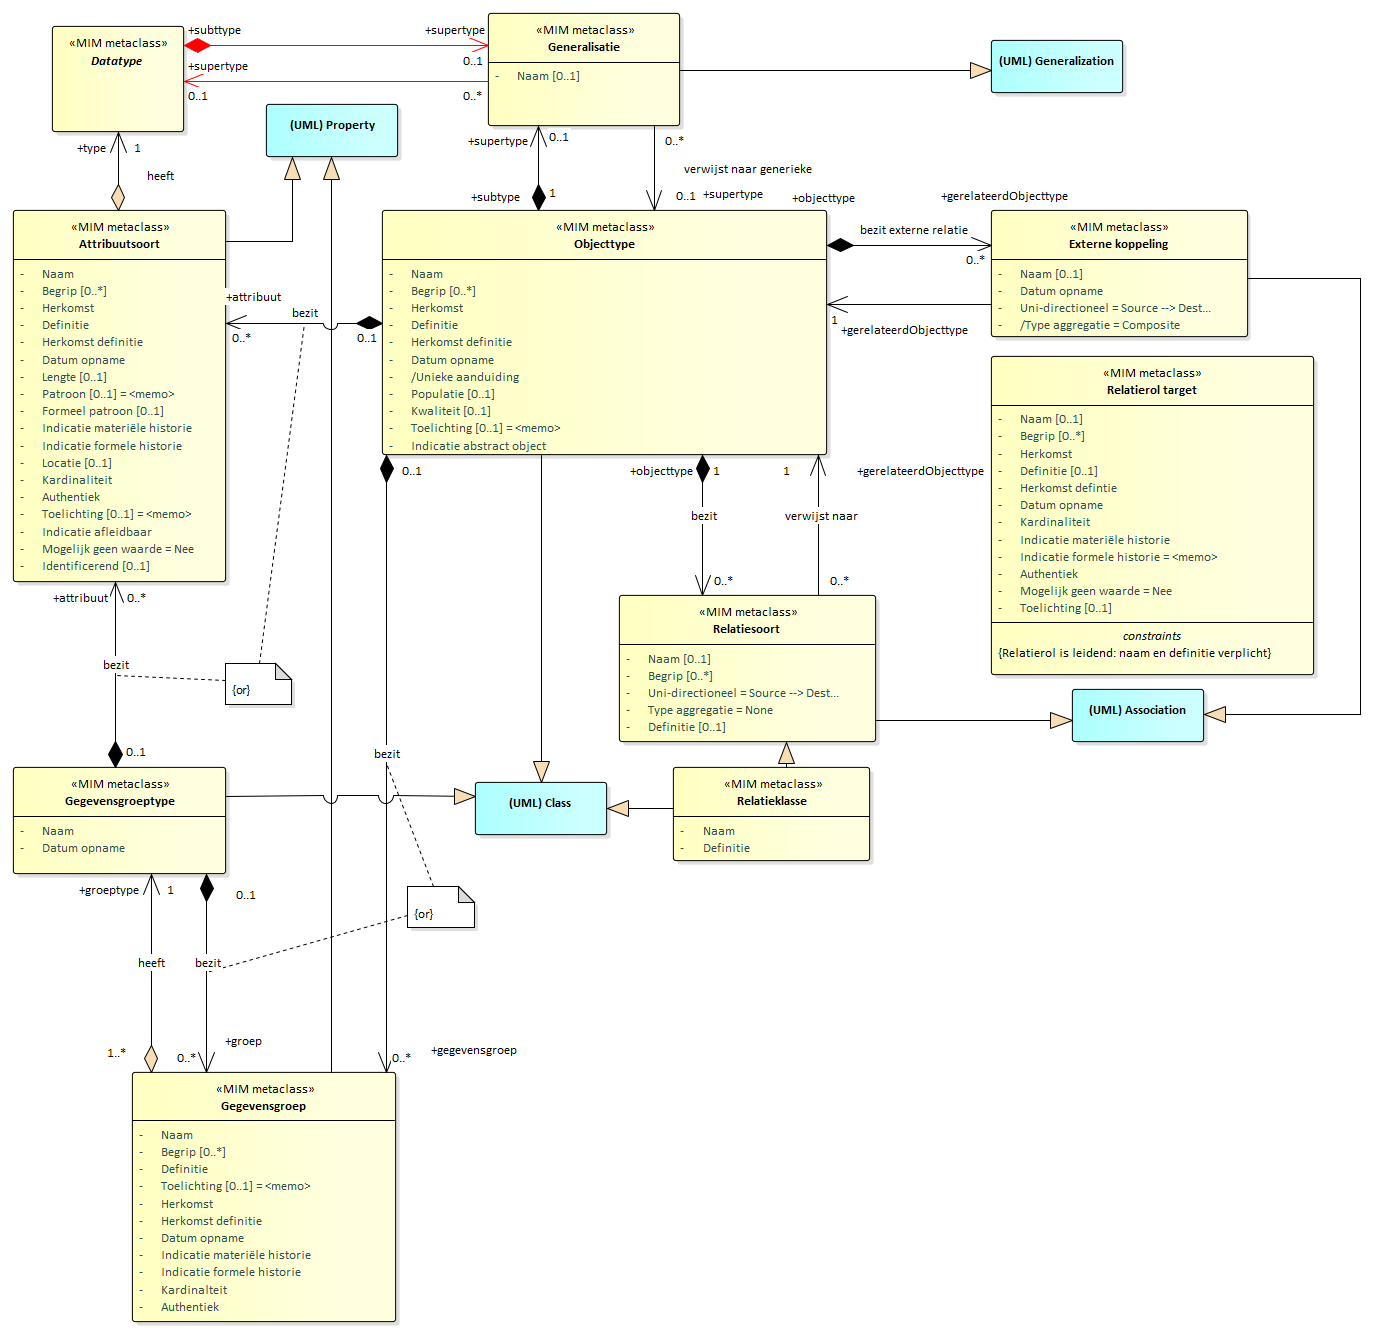 «MIM metaclass»
Datatype
+subttype
+supertype
0..1
+supertype
0..1
0..*
«MIM metaclass»
Generalisatie
- Naam [0..1]
(UML) Generalization
(UML) Property
+type
1
heeft
+supertype
0..1
+subtype
1
0..*
verwijst naar generieke
0..1
+supertype
+objecttype
+gerelateerdObjecttype
bezit externe relatie
0..*
1
+gerelateerdObjecttype
«MIM metaclass»
Attribuutsoort
- Naam
- Begrip [0..*]
- Herkomst
- Definitie
- Herkomst definitie
- Datum opname
- Lengte [0..1]
- Patroon [0..1] = <memo>
- Formeel patroon [0..1]
- Indicatie materiële historie
- Indicatie formele historie
- Locatie [0..1]
- Kardinaliteit
- Authentiek
- Toelichting [0..1] = <memo>
- Indicatie afleidbaar
- Mogelijk geen waarde = Nee
- Identificerend [0..1]
+attribuut
bezit
0..*
0..1
«MIM metaclass»
Objecttype
- Naam
- Begrip [0..*]
- Herkomst
- Definitie
- Herkomst definitie
- Datum opname
- /Unieke aanduiding
- Populatie [0..1]
- Kwaliteit [0..1]
- Toelichting [0..1] = <memo>
- Indicatie abstract object
«MIM metaclass»
Externe koppeling
- Naam [0..1]
- Datum opname
- Uni-directioneel = Source --> Dest...
- /Type aggregatie = Composite
«MIM metaclass»
Relatierol target
- Naam [0..1]
- Begrip [0..*]
- Herkomst
- Definitie [0..1]
- Herkomst defintie
- Datum opname
- Kardinaliteit
- Indicatie materiële historie
- Indicatie formele historie = <memo>
- Authentiek
- Mogelijk geen waarde = Nee
- Toelichting [0..1]
constraints
{Relatierol is leidend: naam en definitie verplicht}
0..1
+objecttype
1
1
+gerelateerdObjecttype
bezit
verwijst naar
0..*
0..*
+attribuut
0..*
bezit
{or}
0..1
«MIM metaclass»
Relatiesoort
- Naam [0..1]
- Begrip [0..*]
- Uni-directioneel = Source --> Dest...
- Type aggregatie = None
- Definitie [0..1]
(UML) Association
bezit
«MIM metaclass»
Gegevensgroeptype
- Naam
- Datum opname
(UML) Class
«MIM metaclass»
Relatieklasse
- Naam
- Definitie
+groeptype
1
0..1
{or}
heeft
bezit
1..*
0..*
+groep
0..*
+gegevensgroep
«MIM metaclass»
Gegevensgroep
- Naam
- Begrip [0..*]
- Definitie
- Toelichting [0..1] = <memo>
- Herkomst
- Herkomst definitie
- Datum opname
- Indicatie materiële historie
- Indicatie formele historie
- Kardinalteit
- Authentiek